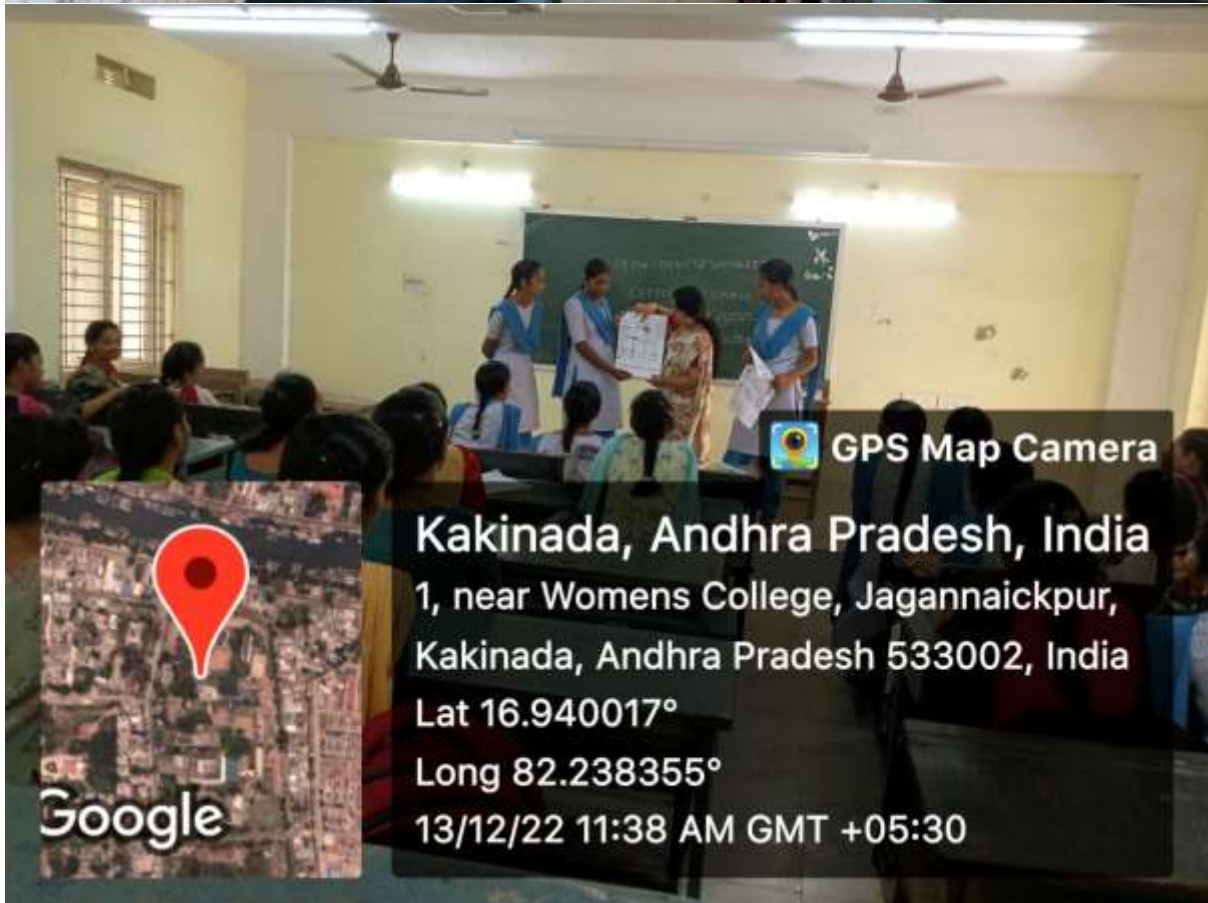 GPS Map Camera
Kakinada, Andhra Pradesh, India
1, near Womens College, Jagannaickpur,
Kakinada, Andhra Pradesh 533002, India
Lat 16.940017°
Long 82.238355°
13/12/22 11:38 AM GMT +05:30
Google